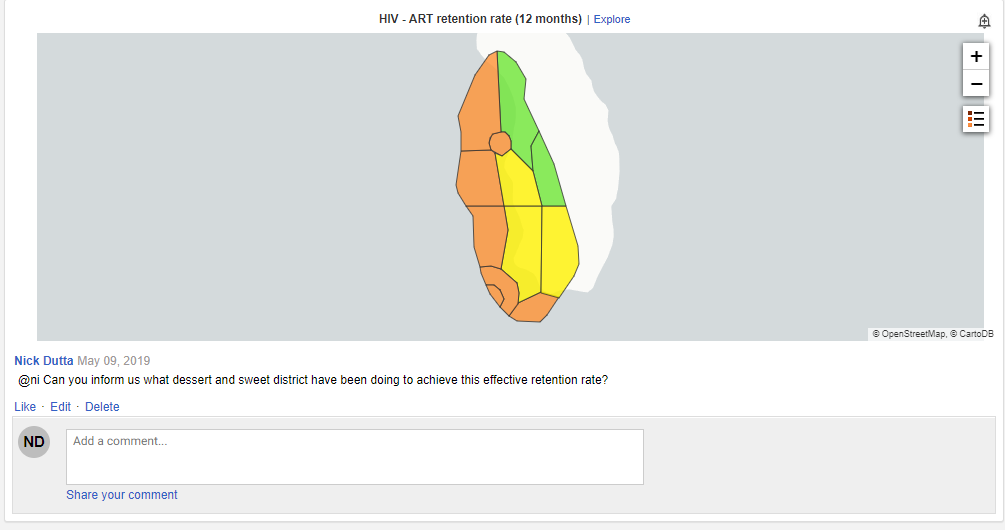 HIV - ART retention rate (12 months) | Explore
+
−
© OpenStreetMap, © CartoDB
Nick Dutta May 09, 2019
@ni Can you inform us what dessert and sweet district have been doing to achieve this effective retention rate?
Like · Edit · Delete
ND Add a comment...
Share your comment